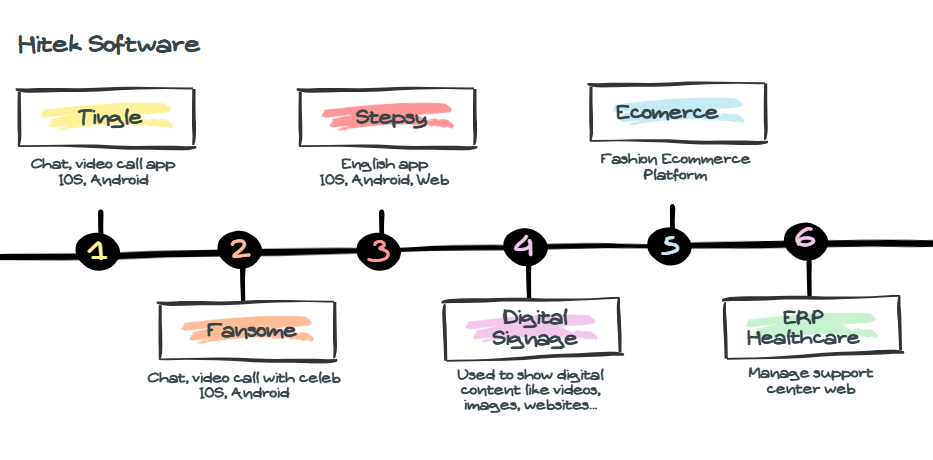 Hitek Software
Tingle
Chat, video call app
IOS, Android
1
Fansome
Chat, video call with celeb
IOS, Android
2
Stepsy
English app
IOS, Android, Web
3
Digital
Signage
Used to show digital
content like videos,
images, websites...
4
Ecomerce
Fashion Ecommerce
Platform
5
ERP
Healthcare
Manage support
center web
6